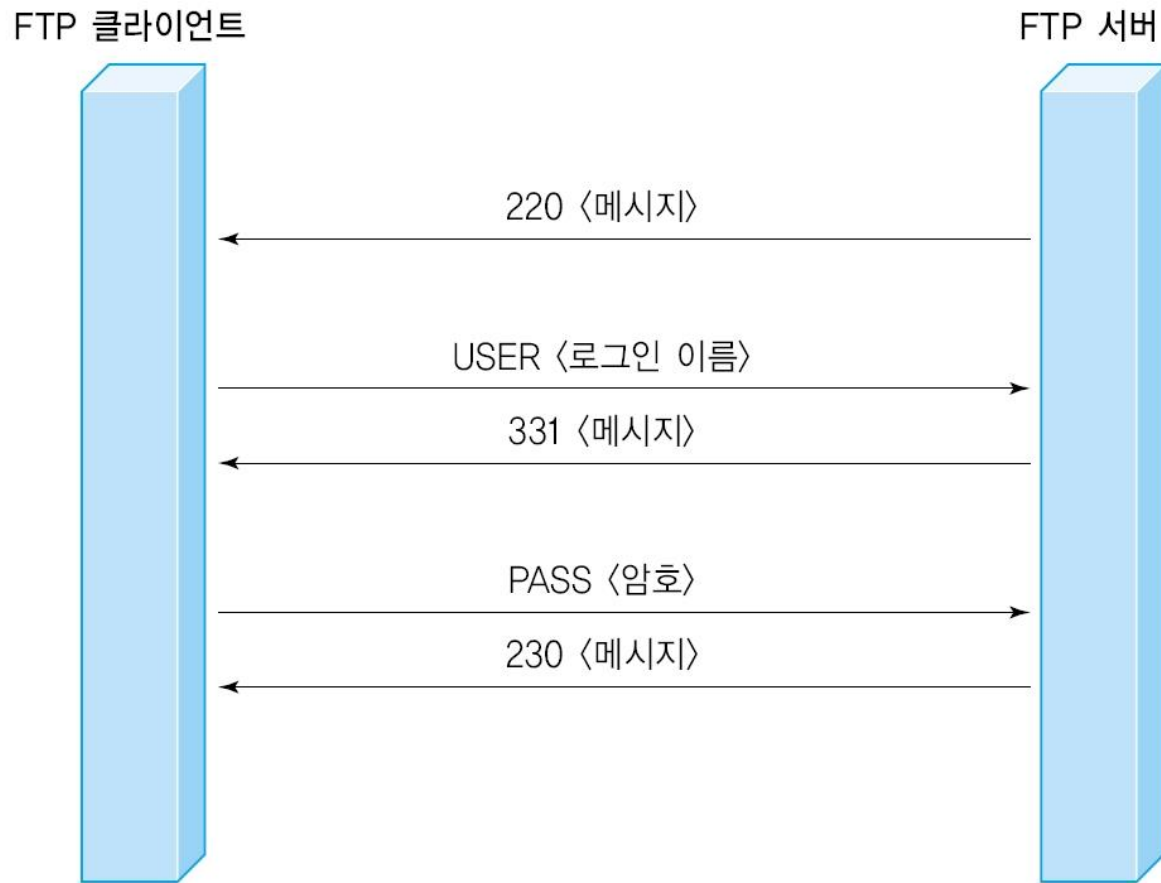 FTP 클라이언트
FTP 서버
220 〈메시지〉
USER 〈로그인 이름〉
331 〈메시지〉
PASS 〈암호〉
230 〈메시지〉